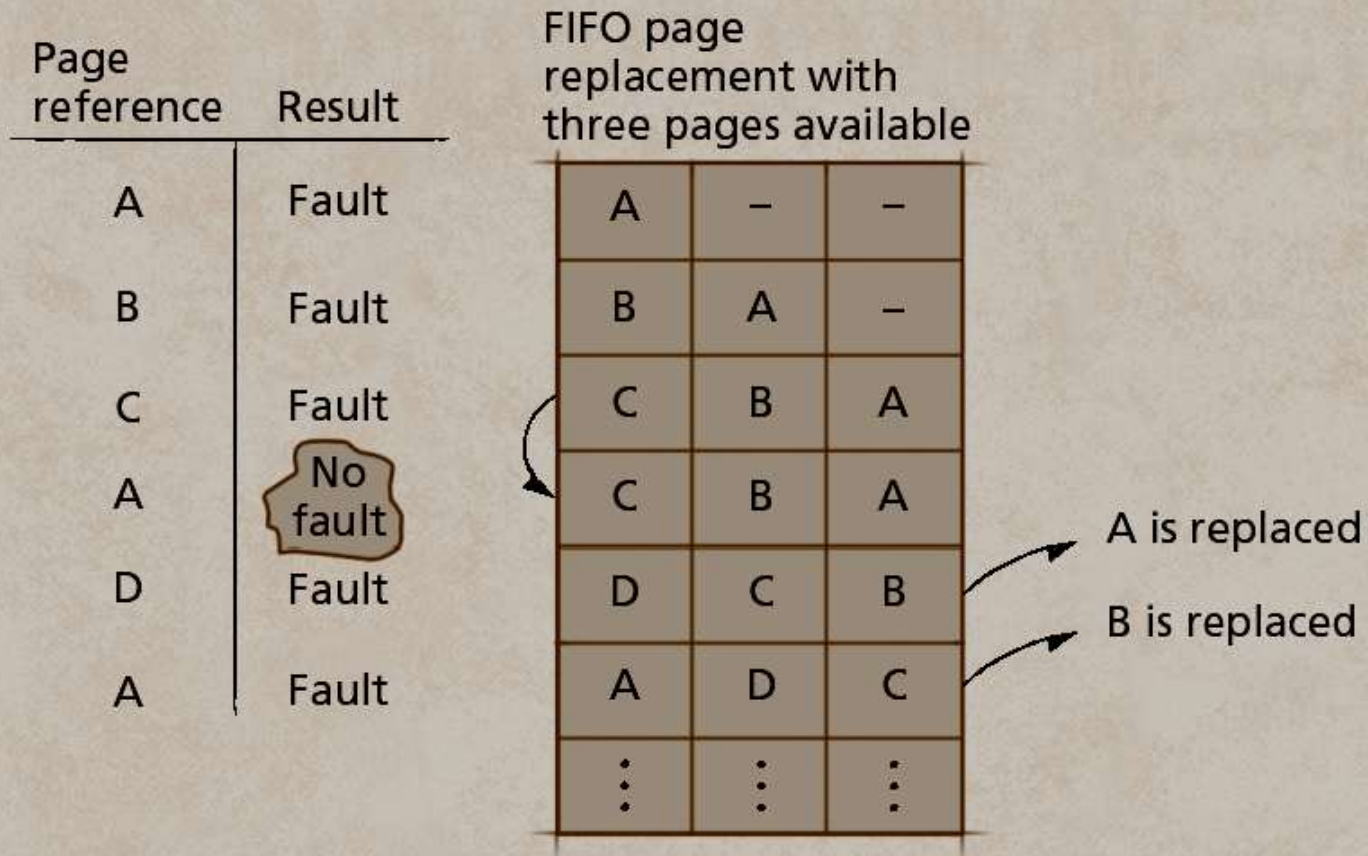 Page
reference Result
A Fault
B Fault
C Fault
A No
fault
D Fault
A Fault
FIFO page
replacement with
three pages available
A – –
B A –
C B A
C B A
D C B
A D C
⋮ ⋮ ⋮
A is replaced
B is replaced